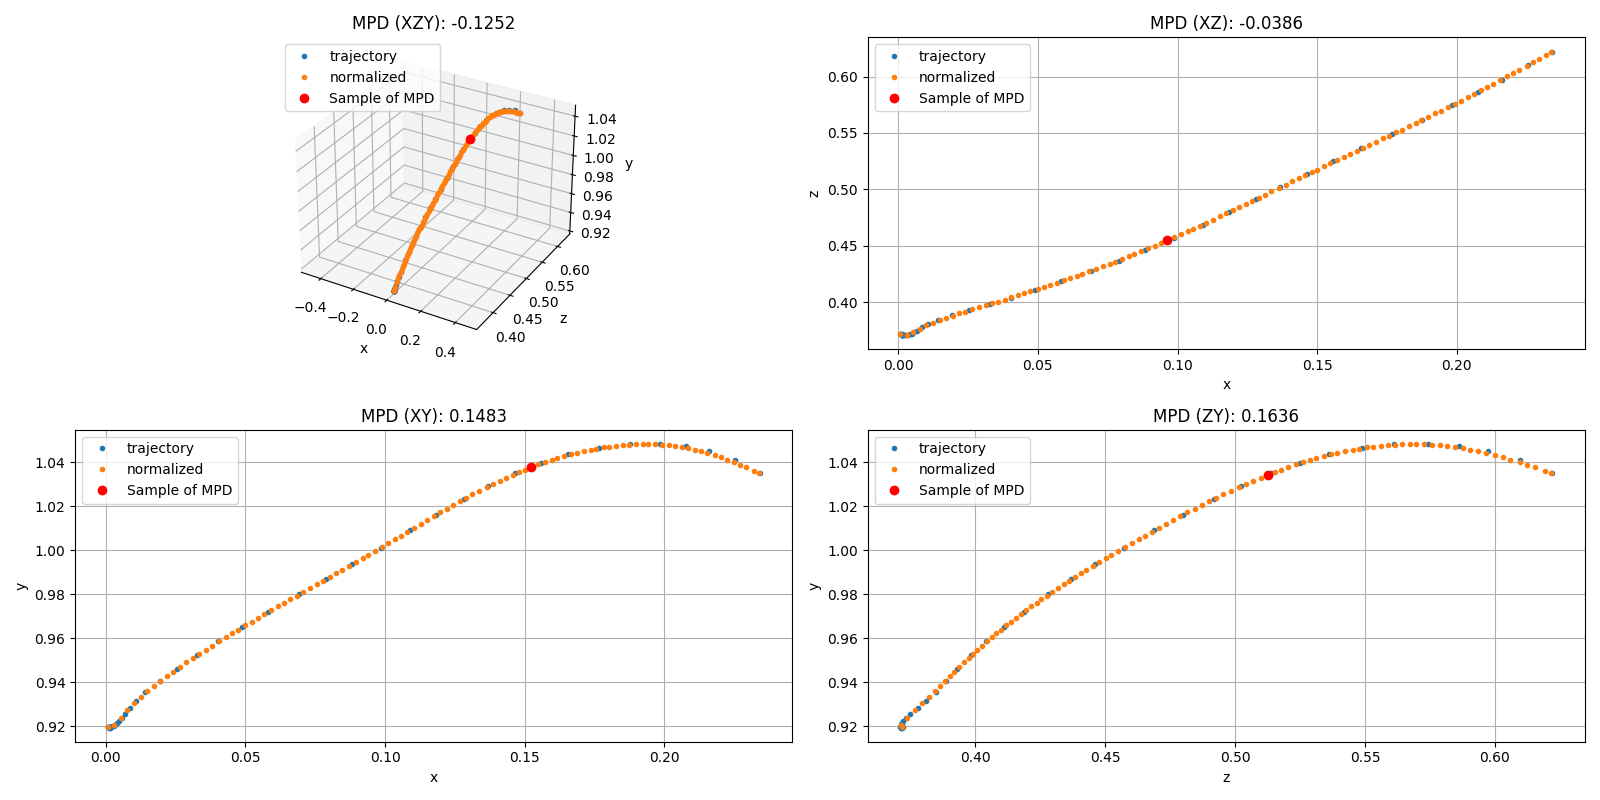 MPD (XZY): -0.1252
trajectory
normalized
Sample of MPD
1.04
1.02
1.00
0.98
0.96
0.94
0.92
y
−0.4
−0.2
0.0
0.2
0.4
x
0.40
0.45
0.50
0.55
0.60
z
MPD (XZ): -0.0386
trajectory
normalized
Sample of MPD
0.60
0.55
0.50
0.45
0.40
z
0.00
0.05
0.10
0.15
0.20
x
MPD (XY): 0.1483
trajectory
normalized
Sample of MPD
1.04
1.02
1.00
0.98
0.96
0.94
0.92
y
0.00
0.05
0.10
0.15
0.20
x
MPD (ZY): 0.1636
trajectory
normalized
Sample of MPD
1.04
1.02
1.00
0.98
0.96
0.94
0.92
y
0.40
0.45
0.50
0.55
0.60
z